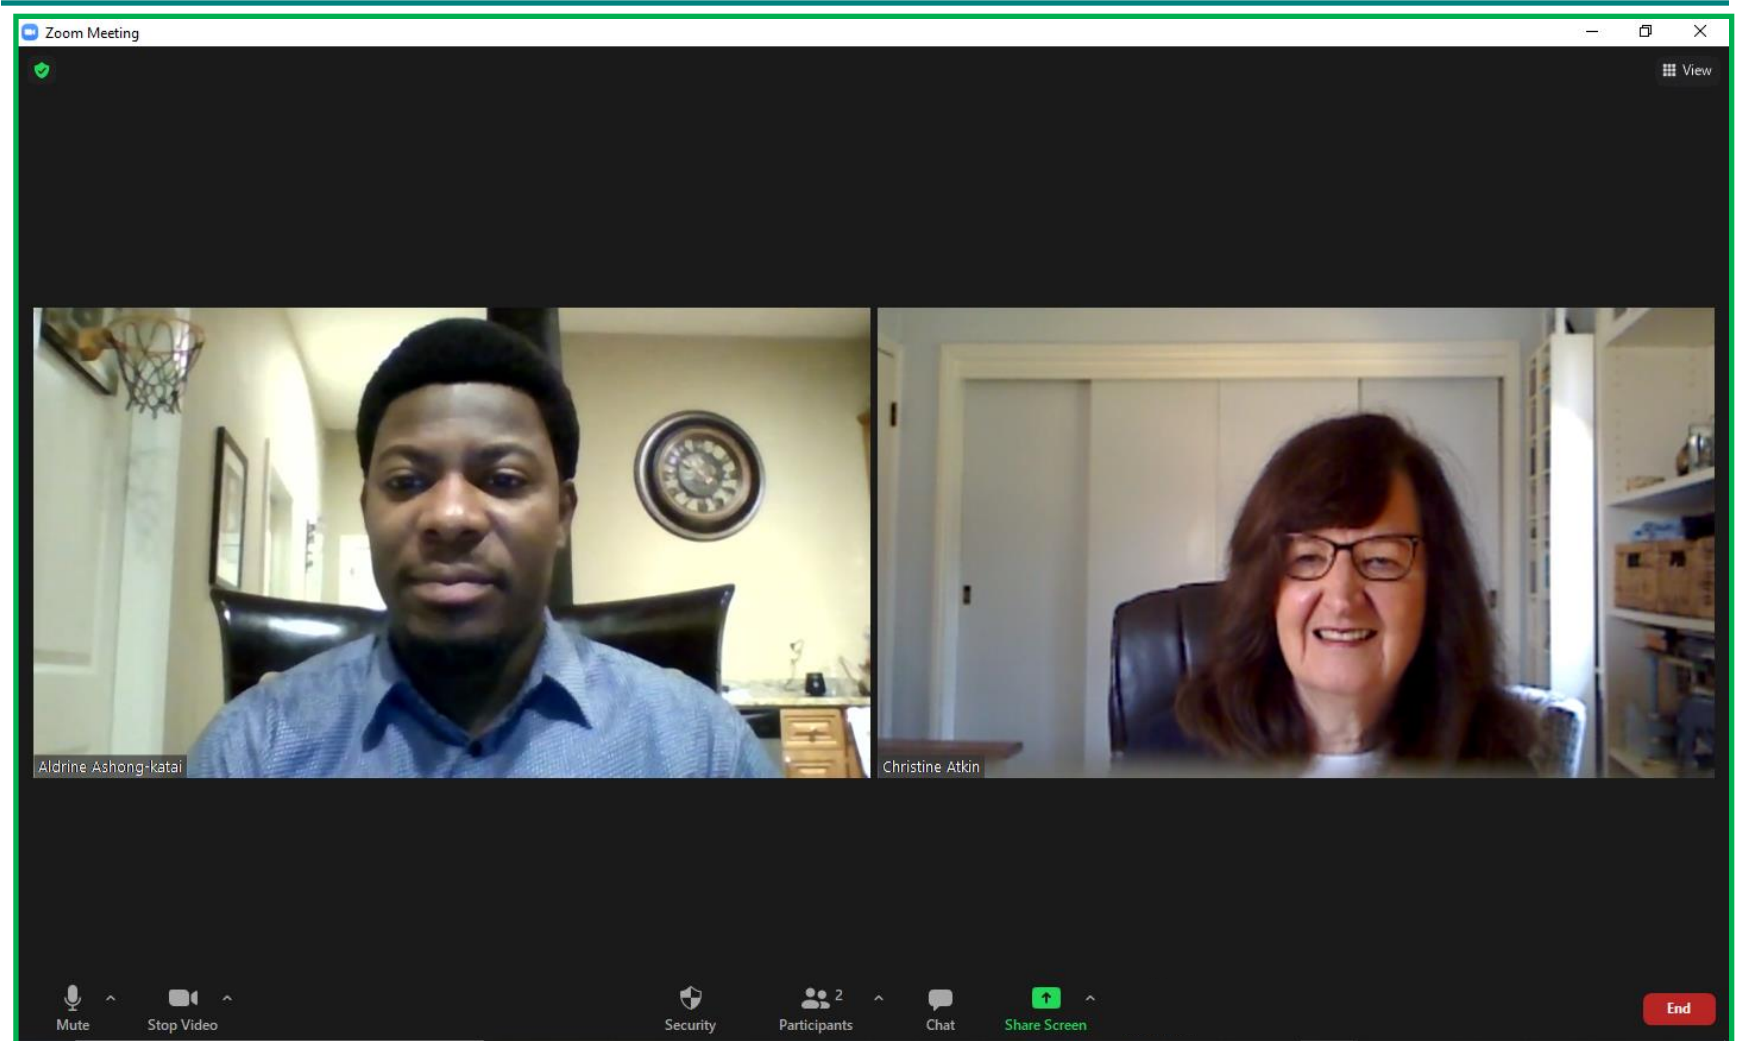 Zoom Meeting
View
Aldrine Ashong-katai
Christine Atkin
2
Mute
Stop Video
Security
Participants
Chat
Share Screen
End